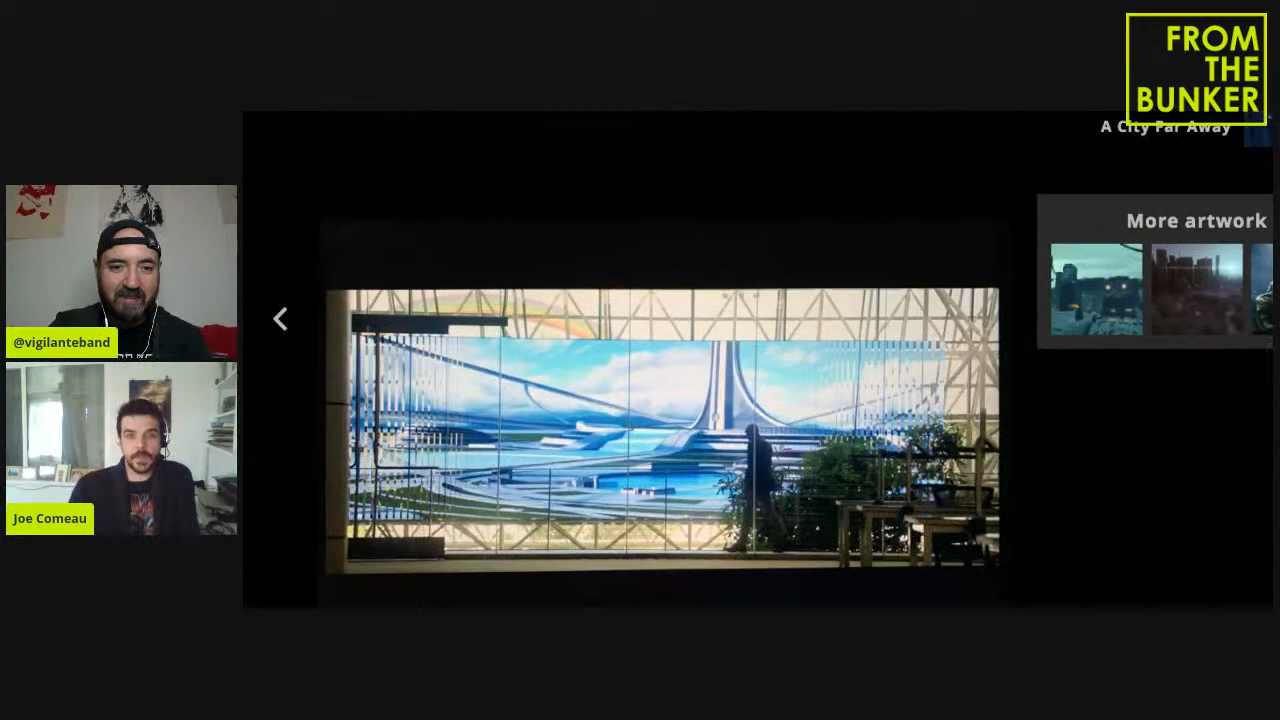 FROM
THE
BUNKER
A City Far Away
More artwork
@vigilanteband
Joe Comeau